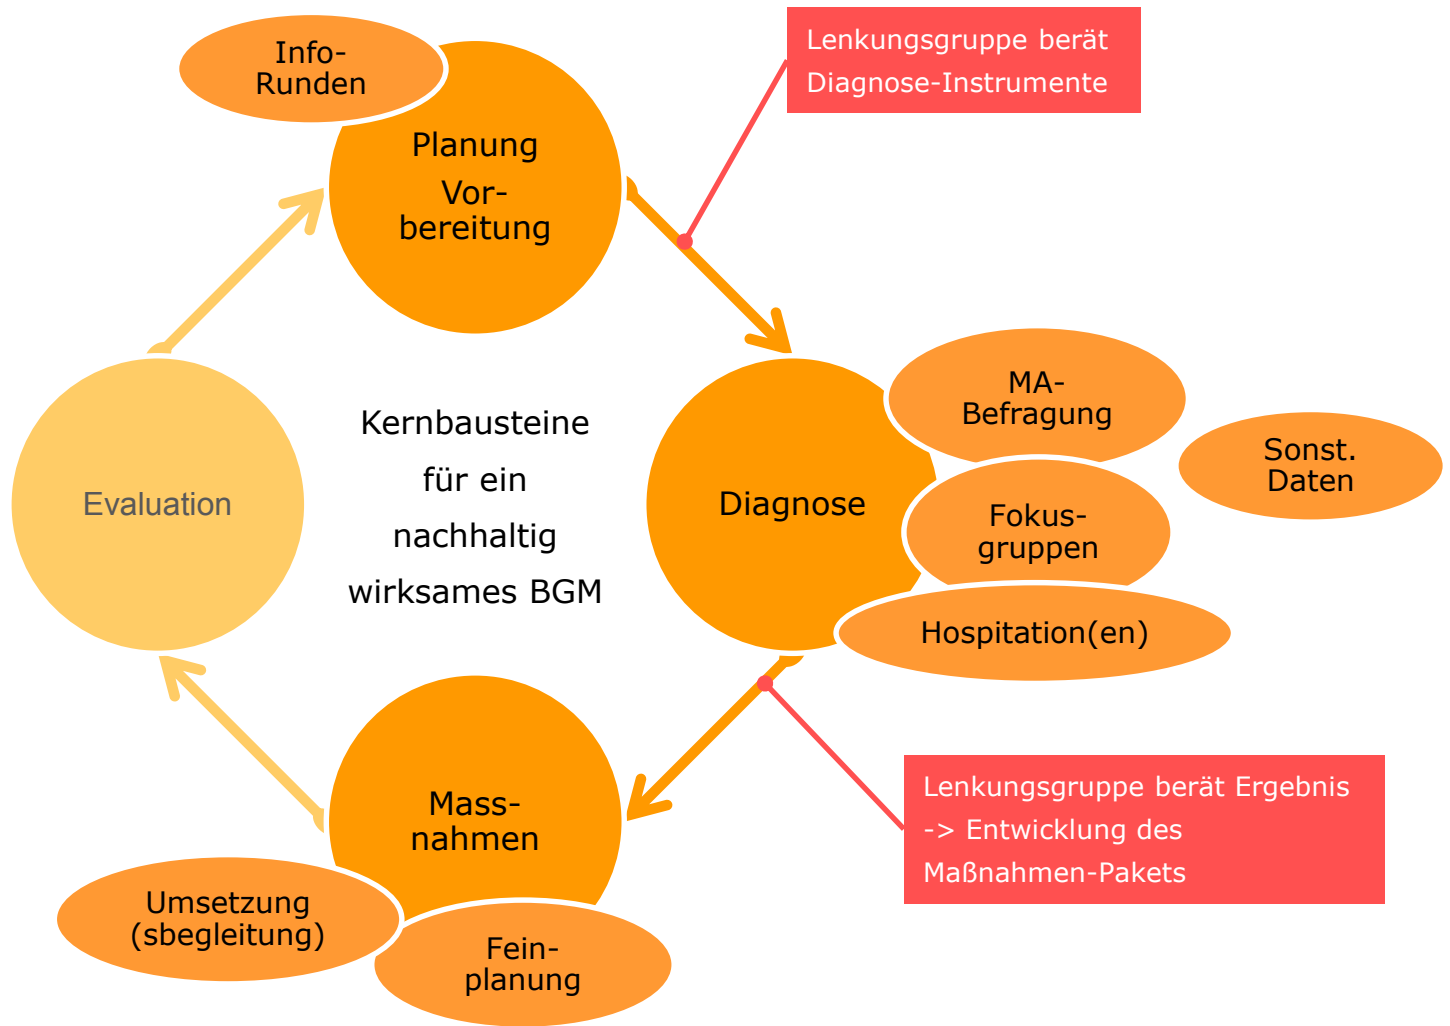 Info-
Runden
Planung
Vor-
bereitung
Lenkungsgruppe berät
Diagnose-Instrumente
MA-
Befragung
Sonst.
Daten
Diagnose
Fokus-
gruppen
Hospitation(en)
Kernbausteine
für ein
nachhaltig
wirksames BGM
Evaluation
Lenkungsgruppe berät Ergebnis
-> Entwicklung des
Maßnahmen-Pakets
Mass-
nahmen
Umsetzung
(sbegleitung)
Fein-
planung